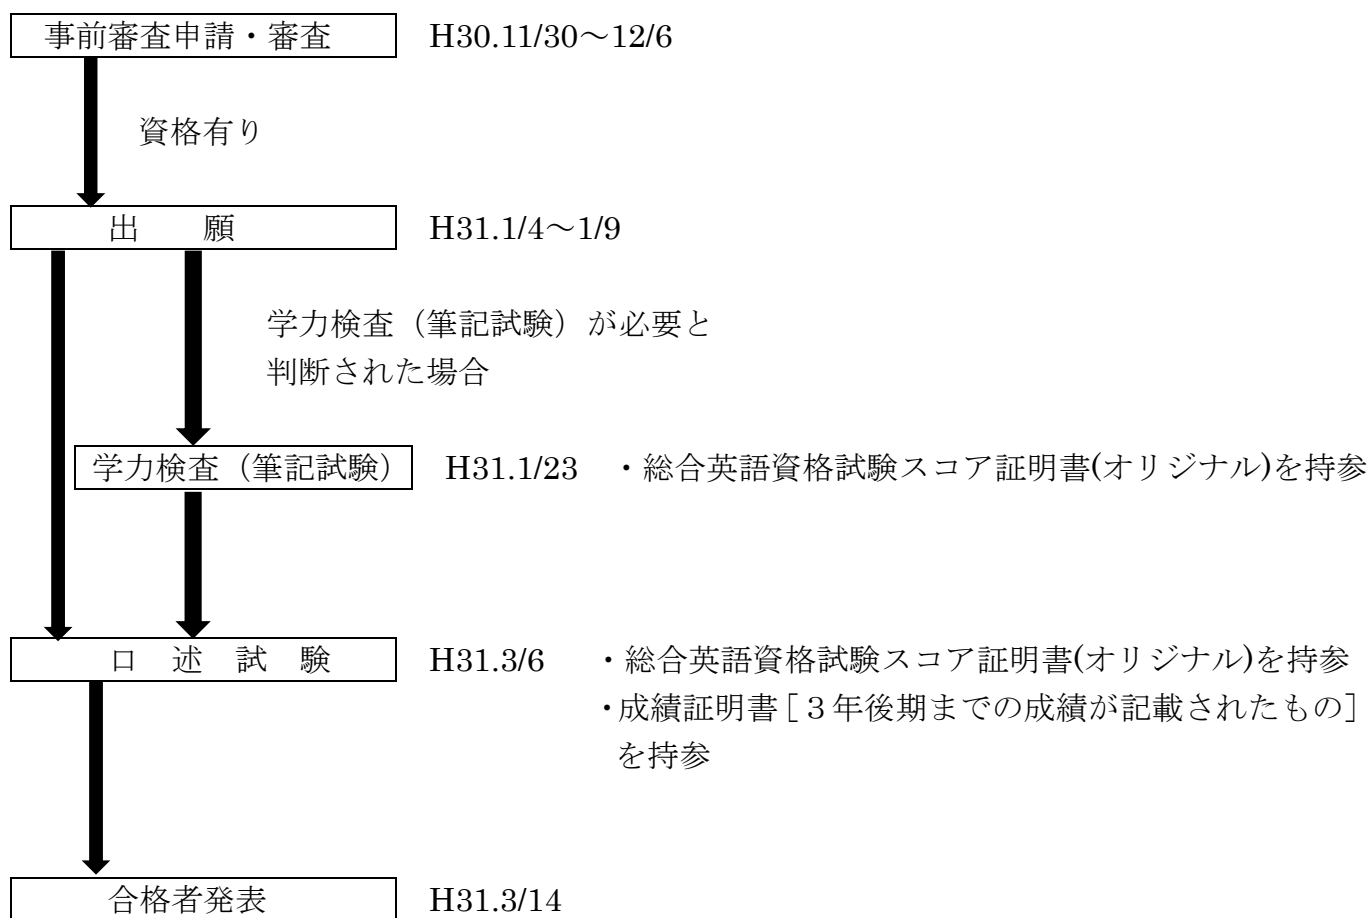 事前審査申請・審査 H30.11/30～12/6
資格有り
出 願 H31.1/4～1/9
学力検査（筆記試験）が必要と
判断された場合
学力検査（筆記試験） H31.1/23 ・総合英語資格試験スコア証明書(オリジナル)を持参
口 述 試 験 H31.3/6 ・総合英語資格試験スコア証明書(オリジナル)を持参
・成績証明書［３年後期までの成績が記載されたもの］
を持参
合格者発表 H31.3/14